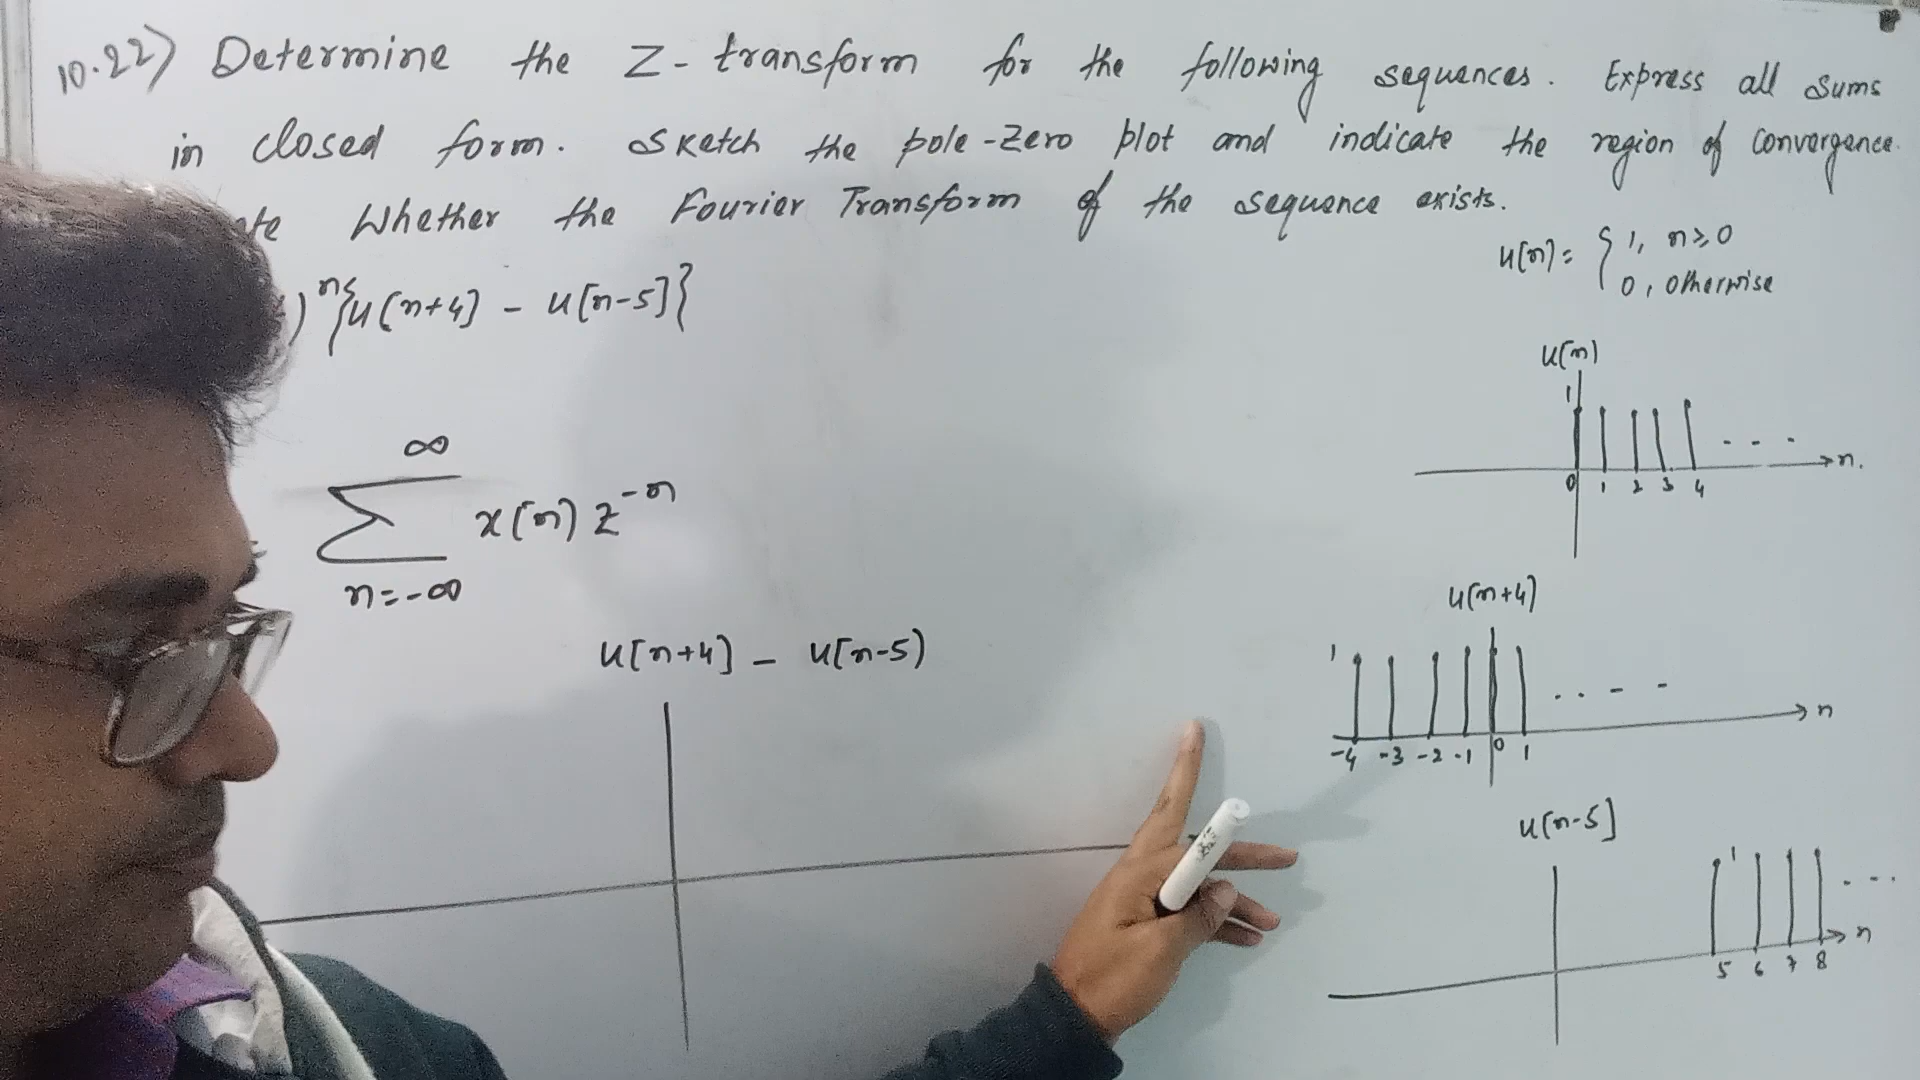 10.22) Determine the Z-transform for the following sequences. Express all sums
in closed form. Sketch the pole-zero plot and indicate the region of convergence.
Whether the Fourier Transform of the sequence exists.
u[n] = { 1, n≥0
0, otherwise
)ⁿ{u[n+4] - u[n-5]}
u[n]
1
0 1 2 3 4
... n.
∞
∑ x[n] z⁻ⁿ
n=-∞
u[n+4]
1
-4 -3 -2 -1 0 1
.... n
u[n+4] - u[n-5]
u[n-5]
1
... n
5 6 7 8